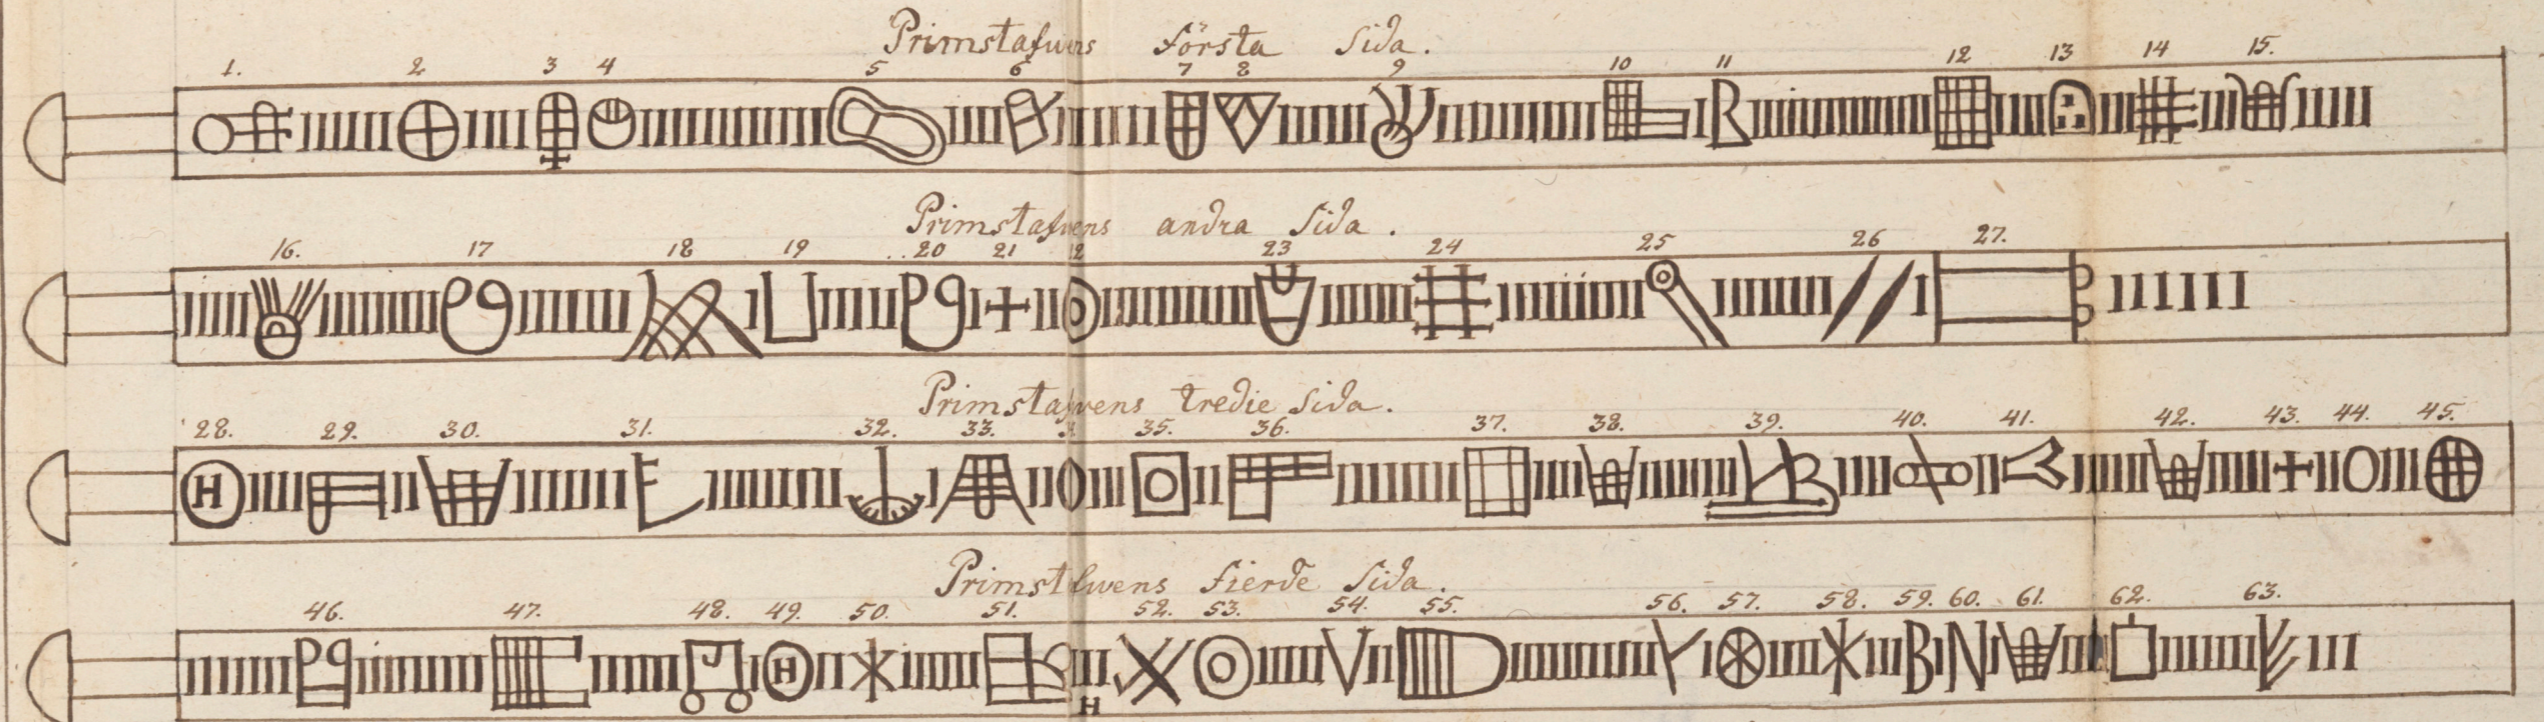 Primstafwens första Sida.
1. 2 3 4 5 6 7 8 9 10 11 12 13 14 15.
Primstafwens andra Sida.
16. 17 18 19 20 21 23 24 25 26 27.
Primstafwens tredie Sida.
28. 29. 30. 31. 32. 33. 35. 36. 37. 38. 39. 40. 41. 42. 43. 44. 45.
H
Primstafwens fierde Sida.
46. 47. 48. 49. 50. 51. 52. 53. 54. 55. 56. 57. 58. 59. 60. 61. 62. 63.
H
H